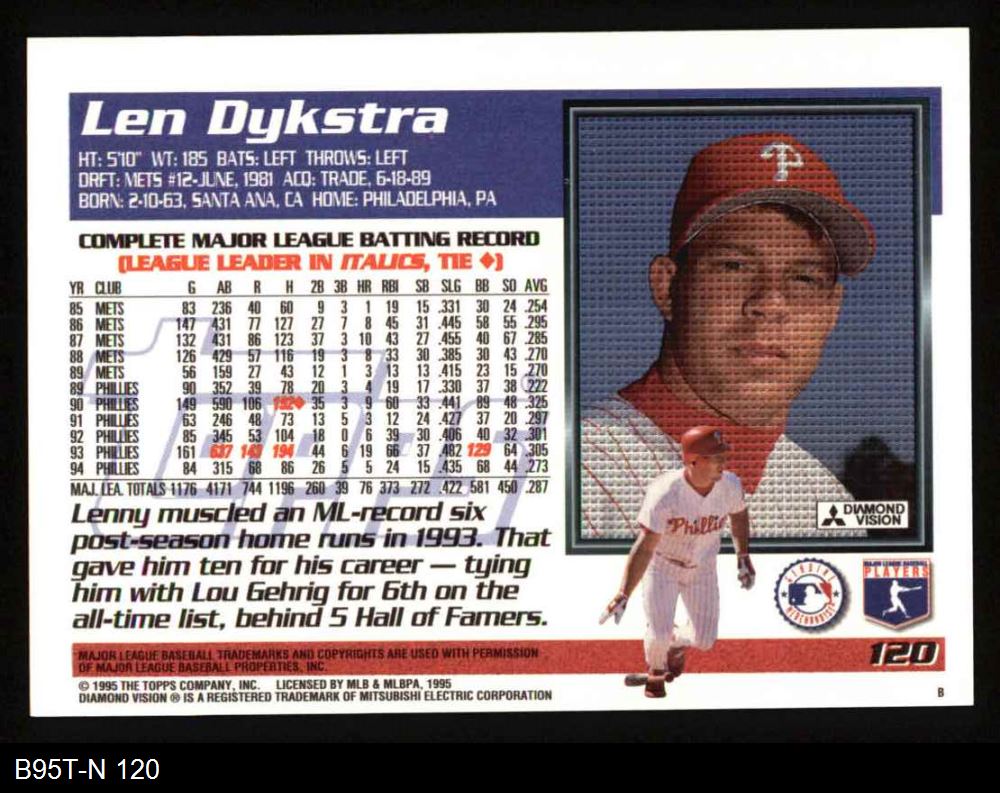 Len Dykstra
HT: 5'10" WT: 185 BATS: LEFT THROWS: LEFT
DRFT: METS #12-JUNE, 1981 ACQ: TRADE, 6-18-89
BORN: 2-10-63, SANTA ANA, CA HOME: PHILADELPHIA, PA
COMPLETE MAJOR LEAGUE BATTING RECORD
(LEAGUE LEADER IN ITALICS, TIE ◆)
YR CLUB G AB R H 2B 3B HR RBI SB SLG BB SO AVG
85 METS 83 236 40 60 9 3 1 19 15 .331 30 24 .254
86 METS 147 431 77 127 27 7 8 45 31 .445 58 55 .295
87 METS 132 431 86 123 37 3 10 43 27 .455 40 67 .285
88 METS 126 429 57 116 19 3 8 33 30 .385 30 43 .270
89 METS 56 159 27 43 12 1 3 13 13 .415 23 15 .270
89 PHILLIES 90 352 39 78 20 3 4 19 17 .330 37 38 .222
90 PHILLIES 149 590 106 192◆ 35 3 9 60 33 .441 89 48 .325
91 PHILLIES 63 246 48 73 13 5 3 12 24 .427 37 20 .297
92 PHILLIES 85 345 53 104 18 0 6 39 30 .406 40 32 .301
93 PHILLIES 161 637 143 194 44 6 19 66 37 .482 129 64 .305
94 PHILLIES 84 315 68 86 26 5 5 24 15 .435 68 44 .273
MAJ. LEA. TOTALS 1176 4171 744 1196 260 39 76 373 272 .422 581 450 .287
Topps
Lenny muscled an ML-record six
post-season home runs in 1993. That
gave him ten for his career — tying
him with Lou Gehrig for 6th on the
all-time list, behind 5 Hall of Famers.
P
Phillies
DIAMOND
VISION
GENUINE
MERCHANDISE
MAJOR LEAGUE BASEBALL
PLAYERS
120
MAJOR LEAGUE BASEBALL TRADEMARKS AND COPYRIGHTS ARE USED WITH PERMISSION
OF MAJOR LEAGUE BASEBALL PROPERTIES, INC.
© 1995 THE TOPPS COMPANY, INC. LICENSED BY MLB & MLBPA, 1995
DIAMOND VISION ® IS A REGISTERED TRADEMARK OF MITSUBISHI ELECTRIC CORPORATION
B
B95T-N 120